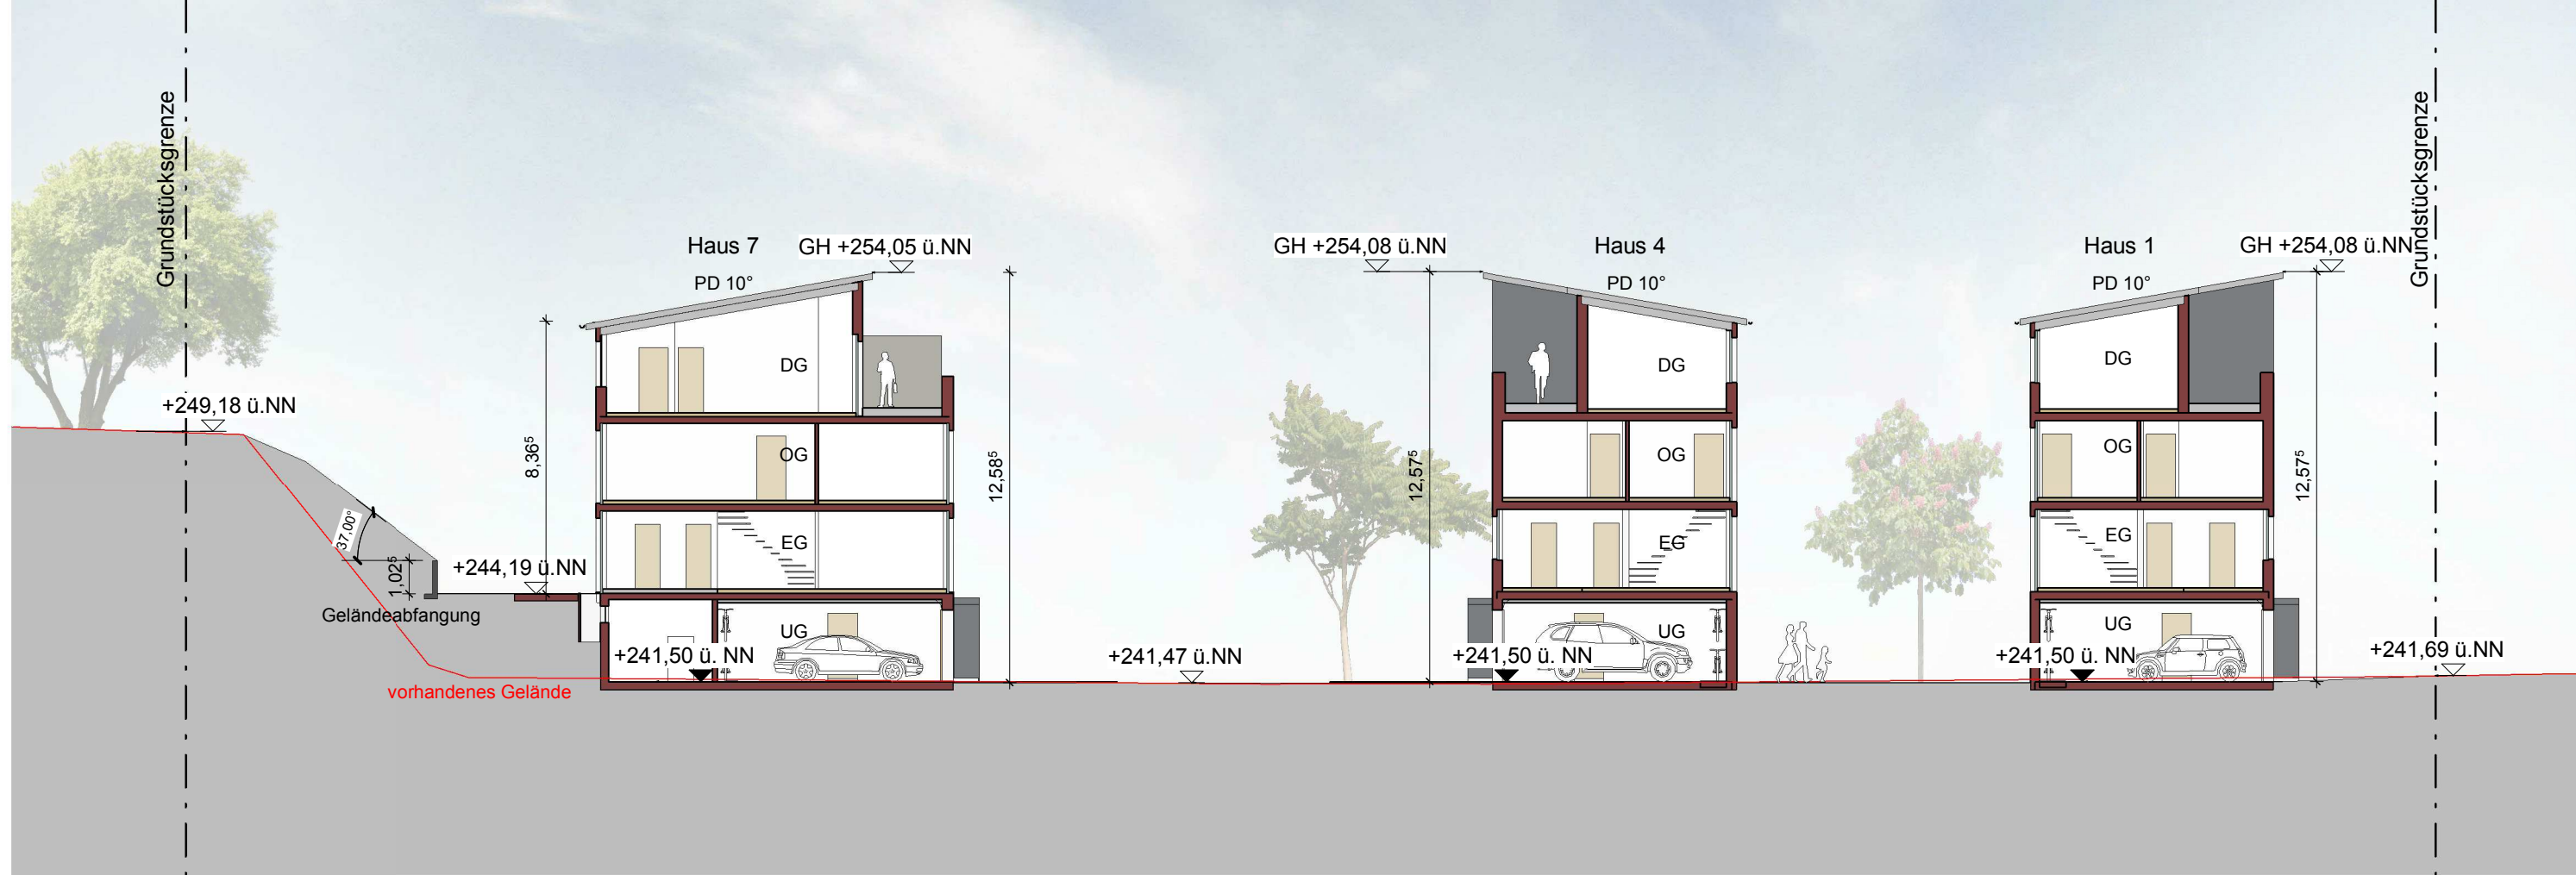 Grundstücksgrenze
Grundstücksgrenze
Haus 7
GH +254,05 ü.NN
GH +254,08 ü.NN
Haus 4
Haus 1
GH +254,08 ü.NN
PD 10°
PD 10°
PD 10°
DG
DG
DG
+249,18 ü.NN
8,36⁵
OG
12,58⁵
12,57⁵
OG
OG
12,57⁵
37,00°
EG
EG
EG
1,02⁵
+244,19 ü.NN
Geländeabfangung
UG
UG
UG
+241,50 ü. NN
+241,47 ü.NN
+241,50 ü. NN
+241,50 ü. NN
+241,69 ü.NN
vorhandenes Gelände